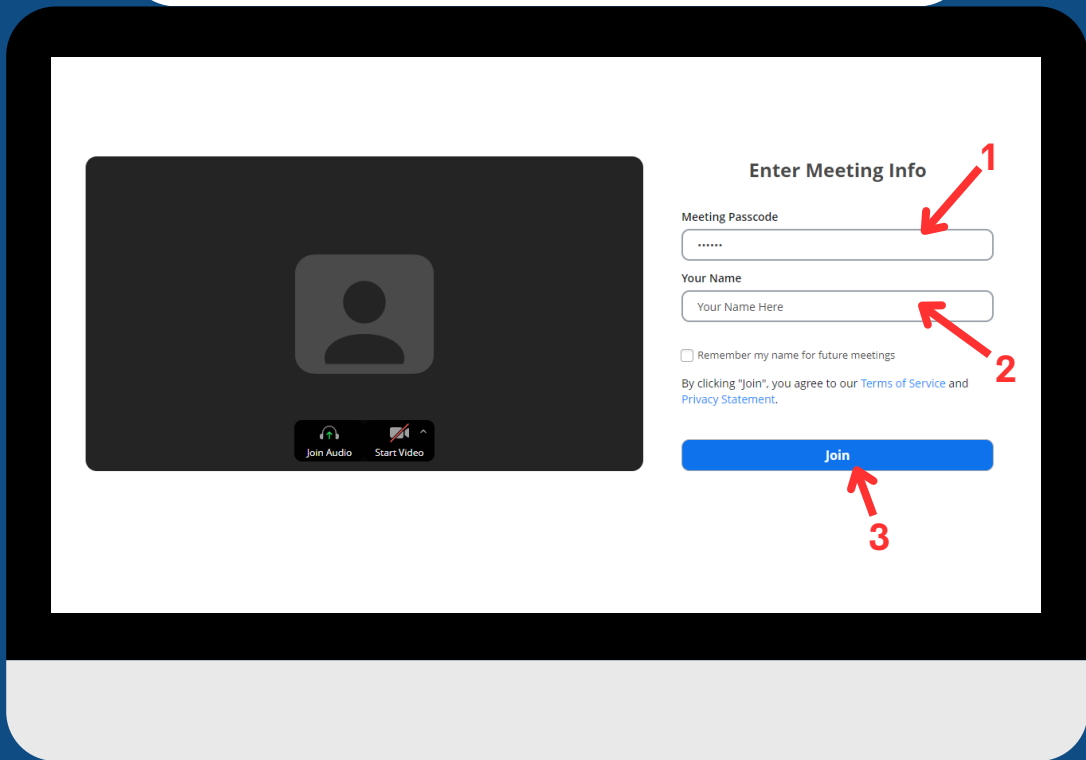 1
Enter Meeting Info
Meeting Passcode
••••••
Your Name
Your Name Here
2
Remember my name for future meetings
By clicking "Join", you agree to our Terms of Service and
Privacy Statement.
Join Audio
Start Video
Join
3